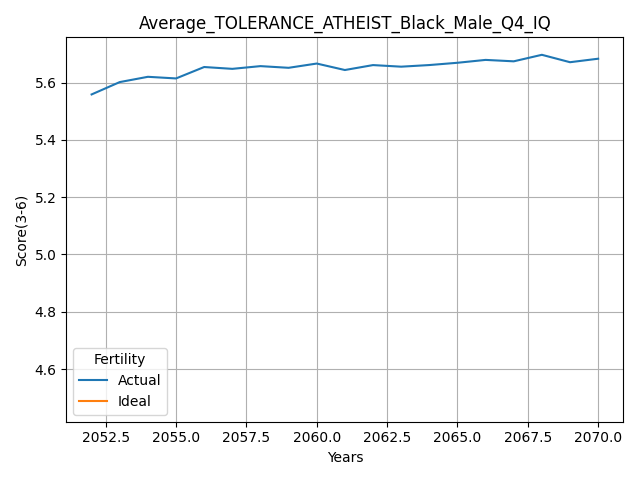 Average_TOLERANCE_ATHEIST_Black_Male_Q4_IQ
Score(3-6)
5.6
5.4
5.2
5.0
4.8
4.6
Fertility
Actual
Ideal
2052.5 2055.0 2057.5 2060.0 2062.5 2065.0 2067.5 2070.0
Years